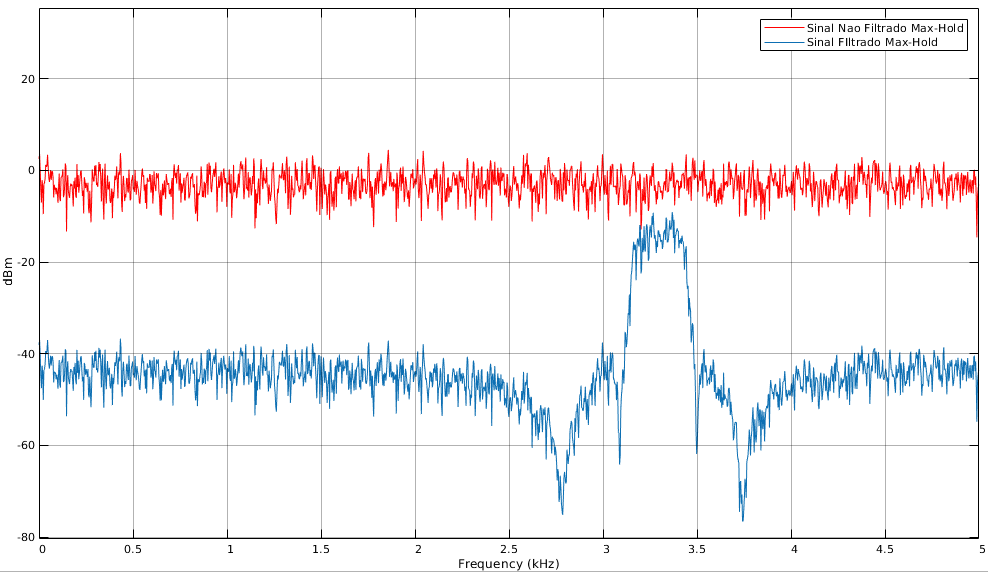 Sinal Nao Filtrado Max-Hold
Sinal FIltrado Max-Hold
20
0
-20
-40
-60
-80
dBm
0 0.5 1 1.5 2 2.5 3 3.5 4 4.5 5
Frequency (kHz)